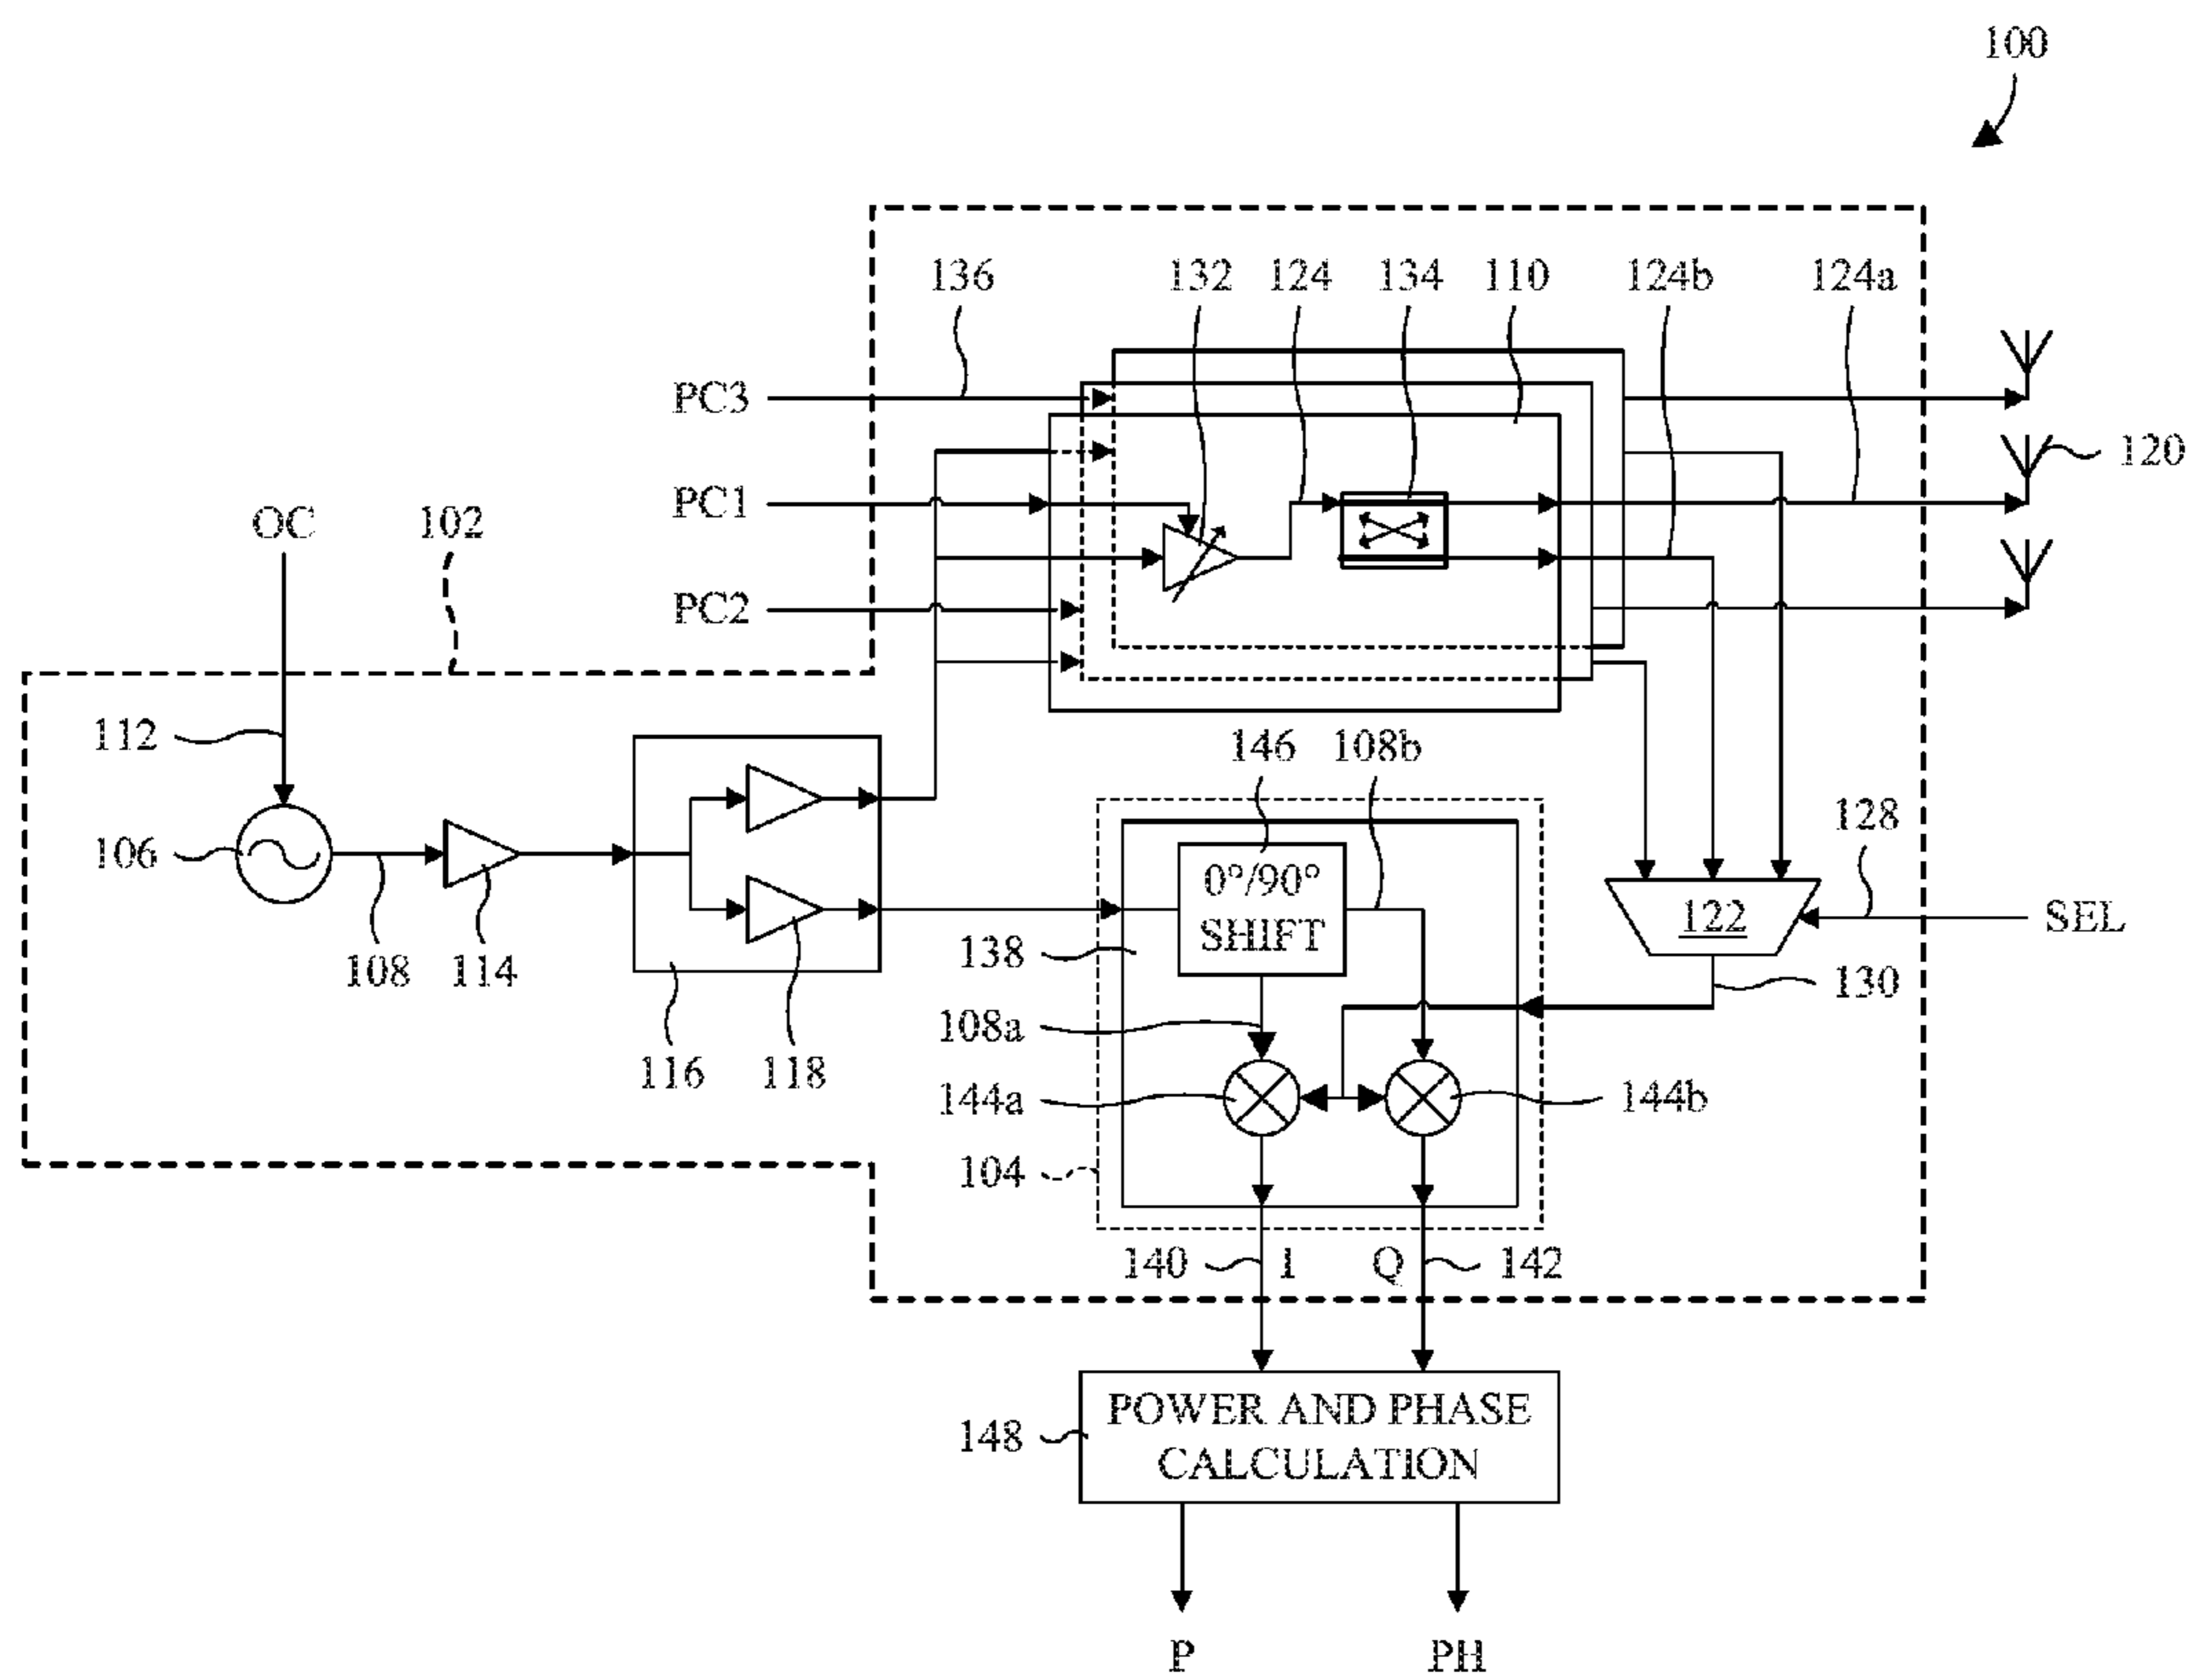 100
136 132 124 134 110 124b 124a
PC3
120
PC1
OC 102
PC2
112
146 108b
128
106
0°/90°
SHIFT
122
SEL
138
108 114
130
108a
116 118
144a
144b
104
140 I Q 142
POWER AND PHASE
CALCULATION
148
P PH